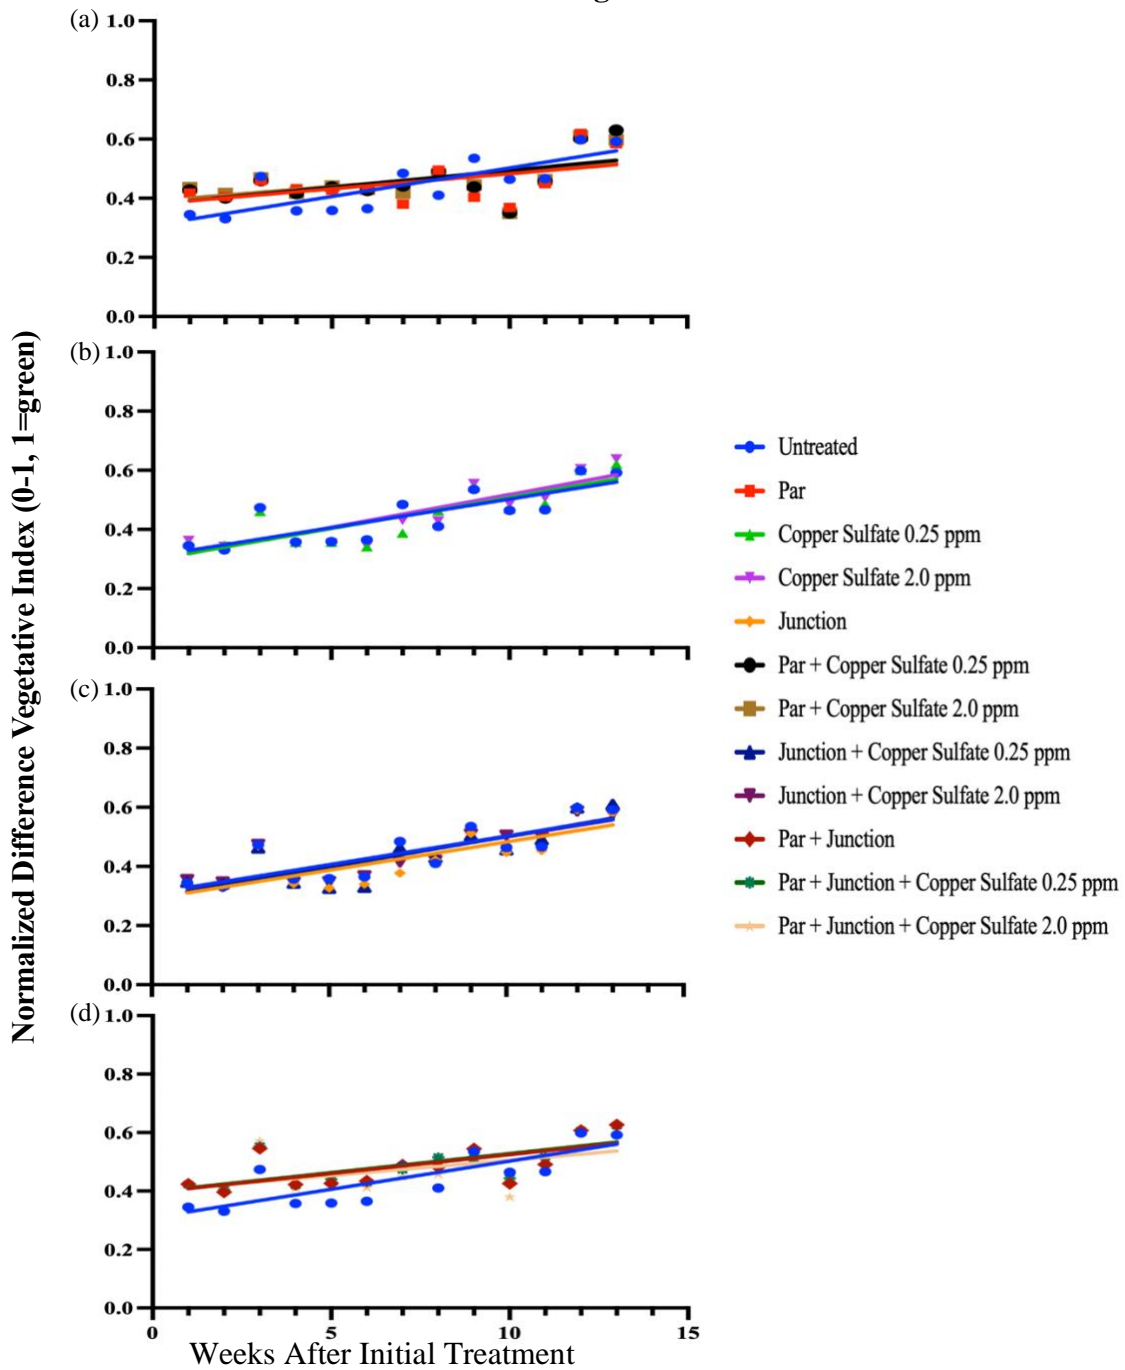 g
(a) 1.0
0.8
0.6
0.4
0.2
0.0
(b) 1.0
0.8
0.6
0.4
0.2
0.0
(c) 1.0
0.8
0.6
0.4
0.2
0.0
(d) 1.0
0.8
0.6
0.4
0.2
0.0
0 5 10 15
Weeks After Initial Treatment
Normalized Difference Vegetative Index (0-1, 1=green)
Untreated
Par
Copper Sulfate 0.25 ppm
Copper Sulfate 2.0 ppm
Junction
Par + Copper Sulfate 0.25 ppm
Par + Copper Sulfate 2.0 ppm
Junction + Copper Sulfate 0.25 ppm
Junction + Copper Sulfate 2.0 ppm
Par + Junction
Par + Junction + Copper Sulfate 0.25 ppm
Par + Junction + Copper Sulfate 2.0 ppm